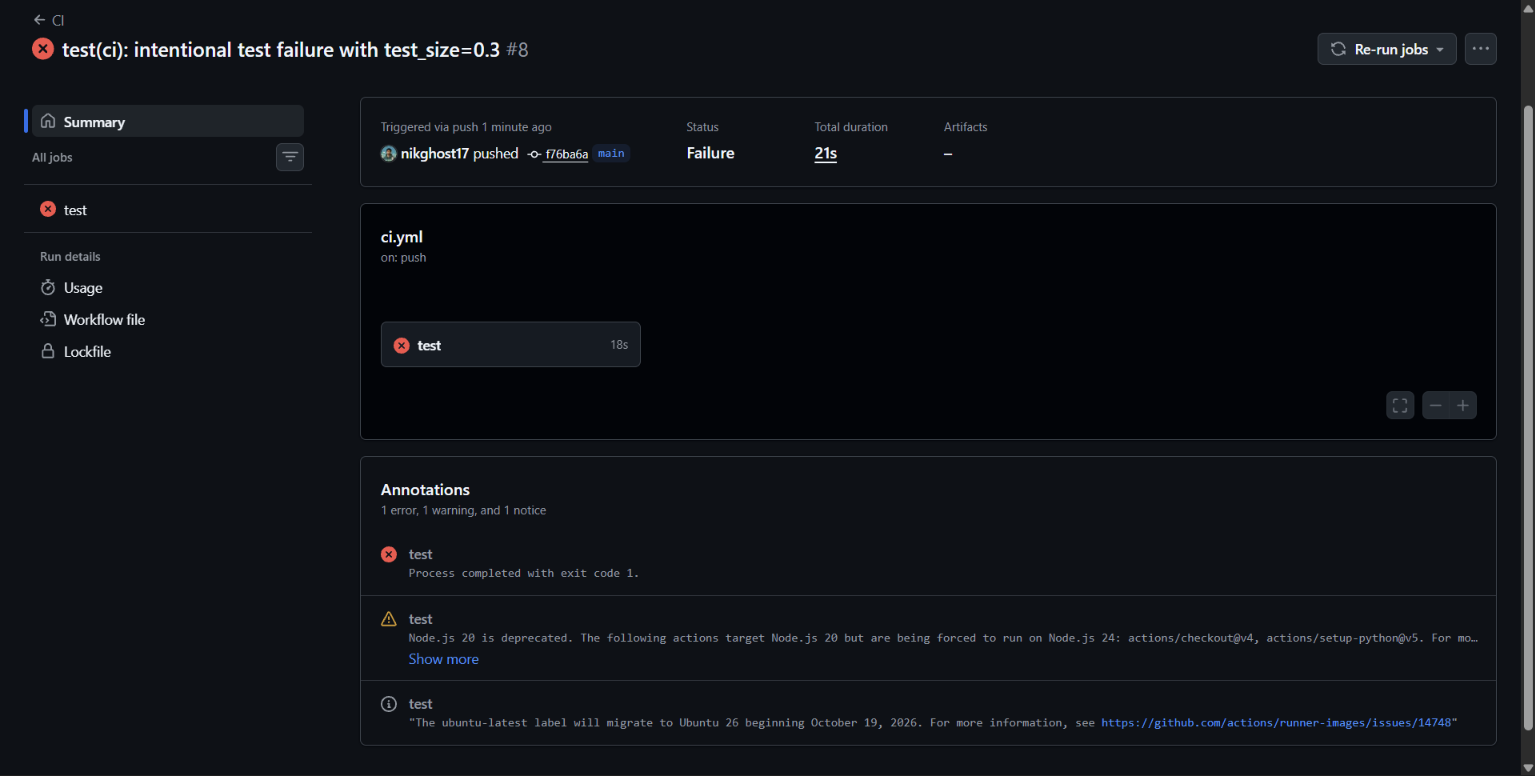 CI
test(ci): intentional test failure with test_size=0.3 #8
Re-run jobs
Summary
All jobs
test
Run details
Usage
Workflow file
Lockfile
Triggered via push 1 minute ago
nikghost17 pushed f76ba6a main
Status
Failure
Total duration
21s
Artifacts
–
ci.yml
on: push
test 18s
Annotations
1 error, 1 warning, and 1 notice
test
Process completed with exit code 1.
test
Node.js 20 is deprecated. The following actions target Node.js 20 but are being forced to run on Node.js 24: actions/checkout@v4, actions/setup-python@v5. For mo…
Show more
test
"The ubuntu-latest label will migrate to Ubuntu 26 beginning October 19, 2026. For more information, see https://github.com/actions/runner-images/issues/14748"